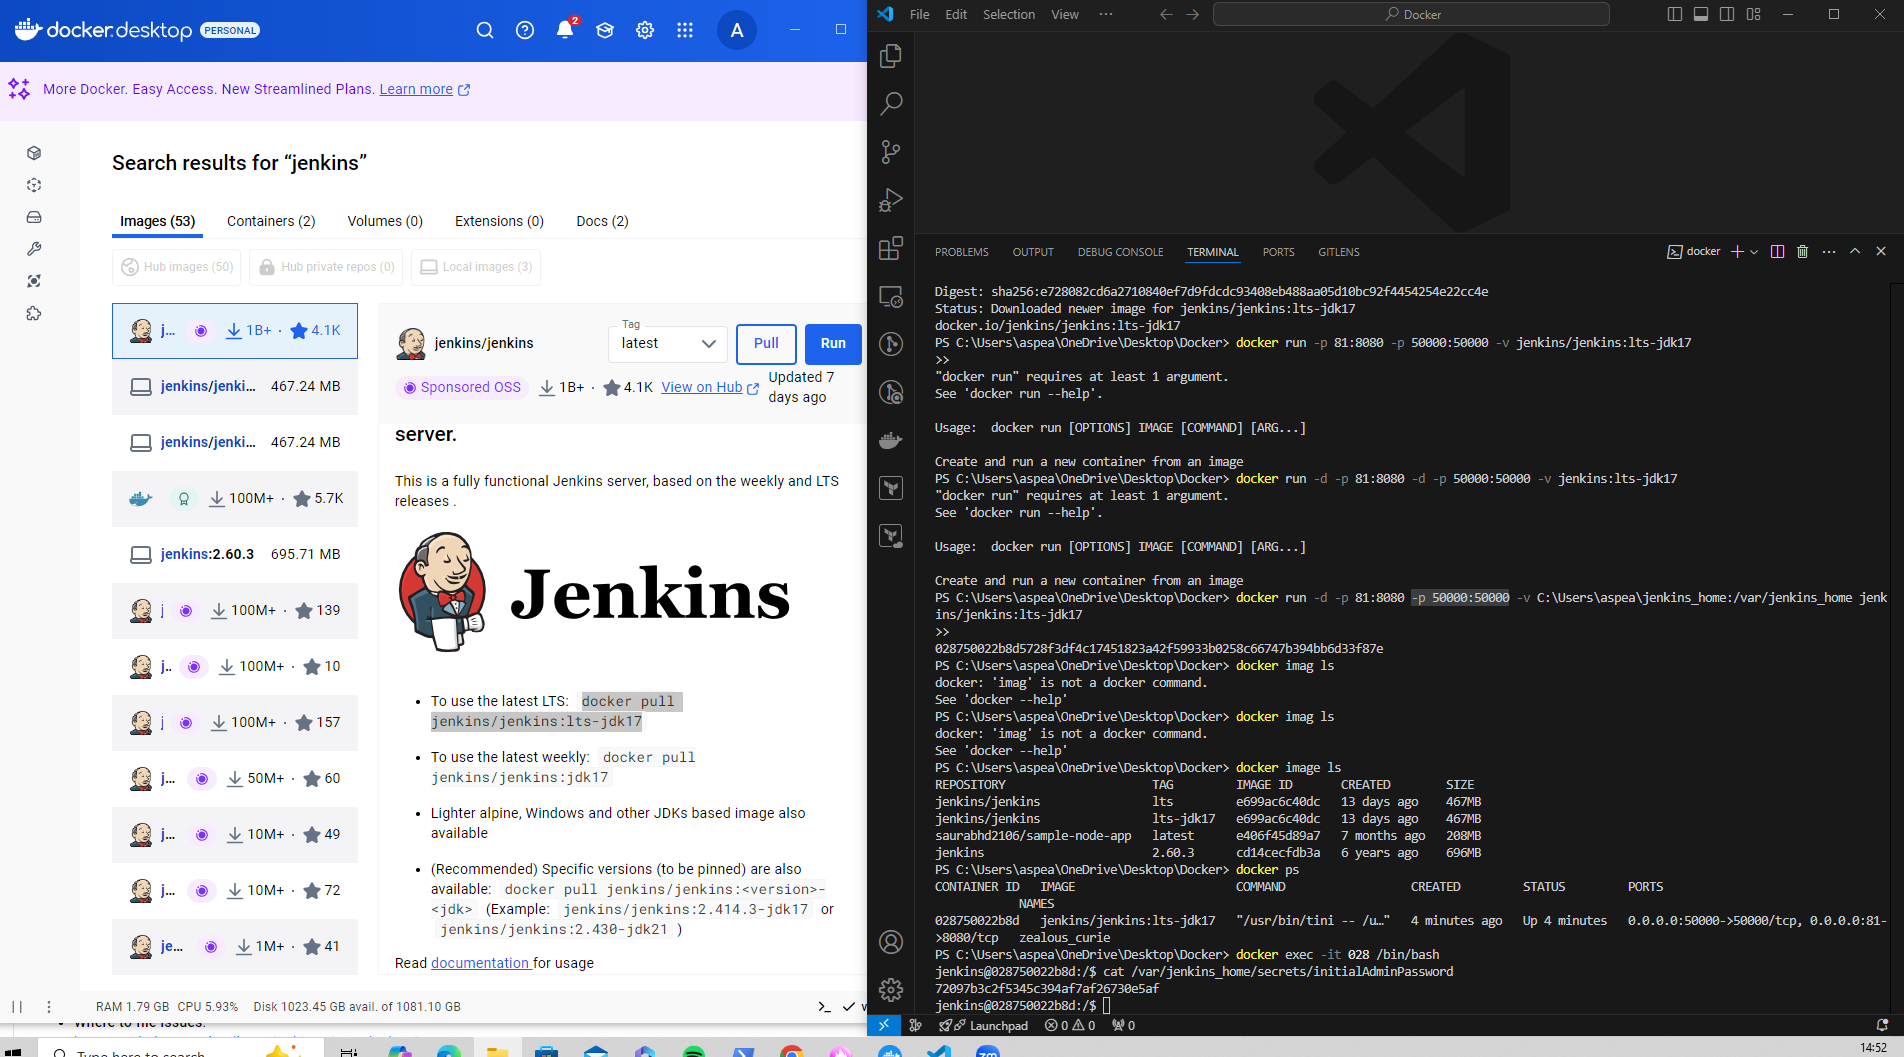 docker.desktop PERSONAL
2
A
More Docker. Easy Access. New Streamlined Plans. Learn more
Search results for “jenkins”
Images (53) Containers (2) Volumes (0) Extensions (0) Docs (2)
Hub images (50) Hub private repos (0) Local images (3)
j... 1B+ · 4.1K
jenkins/jenki... 467.24 MB
jenkins/jenki... 467.24 MB
100M+ · 5.7K
jenkins:2.60.3 695.71 MB
j 100M+ · 139
j.. 100M+ · 10
j 100M+ · 157
j... 50M+ · 60
j... 10M+ · 49
j... 10M+ · 72
je... 1M+ · 41
jenkins/jenkins
Tag
latest
Pull
Run
Sponsored OSS 1B+ · 4.1K View on Hub
Updated 7
days ago
server.
This is a fully functional Jenkins server, based on the weekly and LTS
releases .
Jenkins
• To use the latest LTS: docker pull
jenkins/jenkins:lts-jdk17
• To use the latest weekly: docker pull
jenkins/jenkins:jdk17
• Lighter alpine, Windows and other JDKs based image also
available
• (Recommended) Specific versions (to be pinned) are also
available: docker pull jenkins/jenkins:<version>-
<jdk> (Example: jenkins/jenkins:2.414.3-jdk17 or
jenkins/jenkins:2.430-jdk21 )
Read documentation for usage
RAM 1.79 GB CPU 5.93% Disk 1023.45 GB avail. of 1081.10 GB
Where to file issues:
Type here to search
File Edit Selection View ···
Docker
PROBLEMS OUTPUT DEBUG CONSOLE TERMINAL PORTS GITLENS
docker
Digest: sha256:e728082cd6a2710840ef7d9fdcdc93408eb488aa05d10bc92f4454254e22cc4e
Status: Downloaded newer image for jenkins/jenkins:lts-jdk17
docker.io/jenkins/jenkins:lts-jdk17
PS C:\Users\aspea\OneDrive\Desktop\Docker> docker run -p 81:8080 -p 50000:50000 -v jenkins/jenkins:lts-jdk17
>>
"docker run" requires at least 1 argument.
See 'docker run --help'.
Usage:  docker run [OPTIONS] IMAGE [COMMAND] [ARG...]
Create and run a new container from an image
PS C:\Users\aspea\OneDrive\Desktop\Docker> docker run -d -p 81:8080 -d -p 50000:50000 -v jenkins:lts-jdk17
"docker run" requires at least 1 argument.
See 'docker run --help'.
Usage:  docker run [OPTIONS] IMAGE [COMMAND] [ARG...]
Create and run a new container from an image
PS C:\Users\aspea\OneDrive\Desktop\Docker> docker run -d -p 81:8080 -p 50000:50000 -v C:\Users\aspea\jenkins_home:/var/jenkins_home jenk
ins/jenkins:lts-jdk17
>>
028750022b8d5728f3df4c17451823a42f59933b0258c66747b394bb6d33f87e
PS C:\Users\aspea\OneDrive\Desktop\Docker> docker imag ls
docker: 'imag' is not a docker command.
See 'docker --help'
PS C:\Users\aspea\OneDrive\Desktop\Docker> docker imag ls
docker: 'imag' is not a docker command.
See 'docker --help'
PS C:\Users\aspea\OneDrive\Desktop\Docker> docker image ls
REPOSITORY TAG IMAGE ID CREATED SIZE
jenkins/jenkins lts e699ac6c40dc 13 days ago 467MB
jenkins/jenkins lts-jdk17 e699ac6c40dc 13 days ago 467MB
saurabhd2106/sample-node-app latest e406f45d89a7 7 months ago 208MB
jenkins 2.60.3 cd14cecfdb3a 6 years ago 696MB
PS C:\Users\aspea\OneDrive\Desktop\Docker> docker ps
CONTAINER ID IMAGE COMMAND CREATED STATUS PORTS
NAMES
028750022b8d jenkins/jenkins:lts-jdk17 "/usr/bin/tini -- /u…" 4 minutes ago Up 4 minutes 0.0.0.0:50000->50000/tcp, 0.0.0.0:81-
>8080/tcp zealous_curie
PS C:\Users\aspea\OneDrive\Desktop\Docker> docker exec -it 028 /bin/bash
jenkins@028750022b8d:/$ cat /var/jenkins_home/secrets/initialAdminPassword
72097b3c2f5345c394af7af26730e5af
jenkins@028750022b8d:/$
Launchpad 0 0 0
14:52